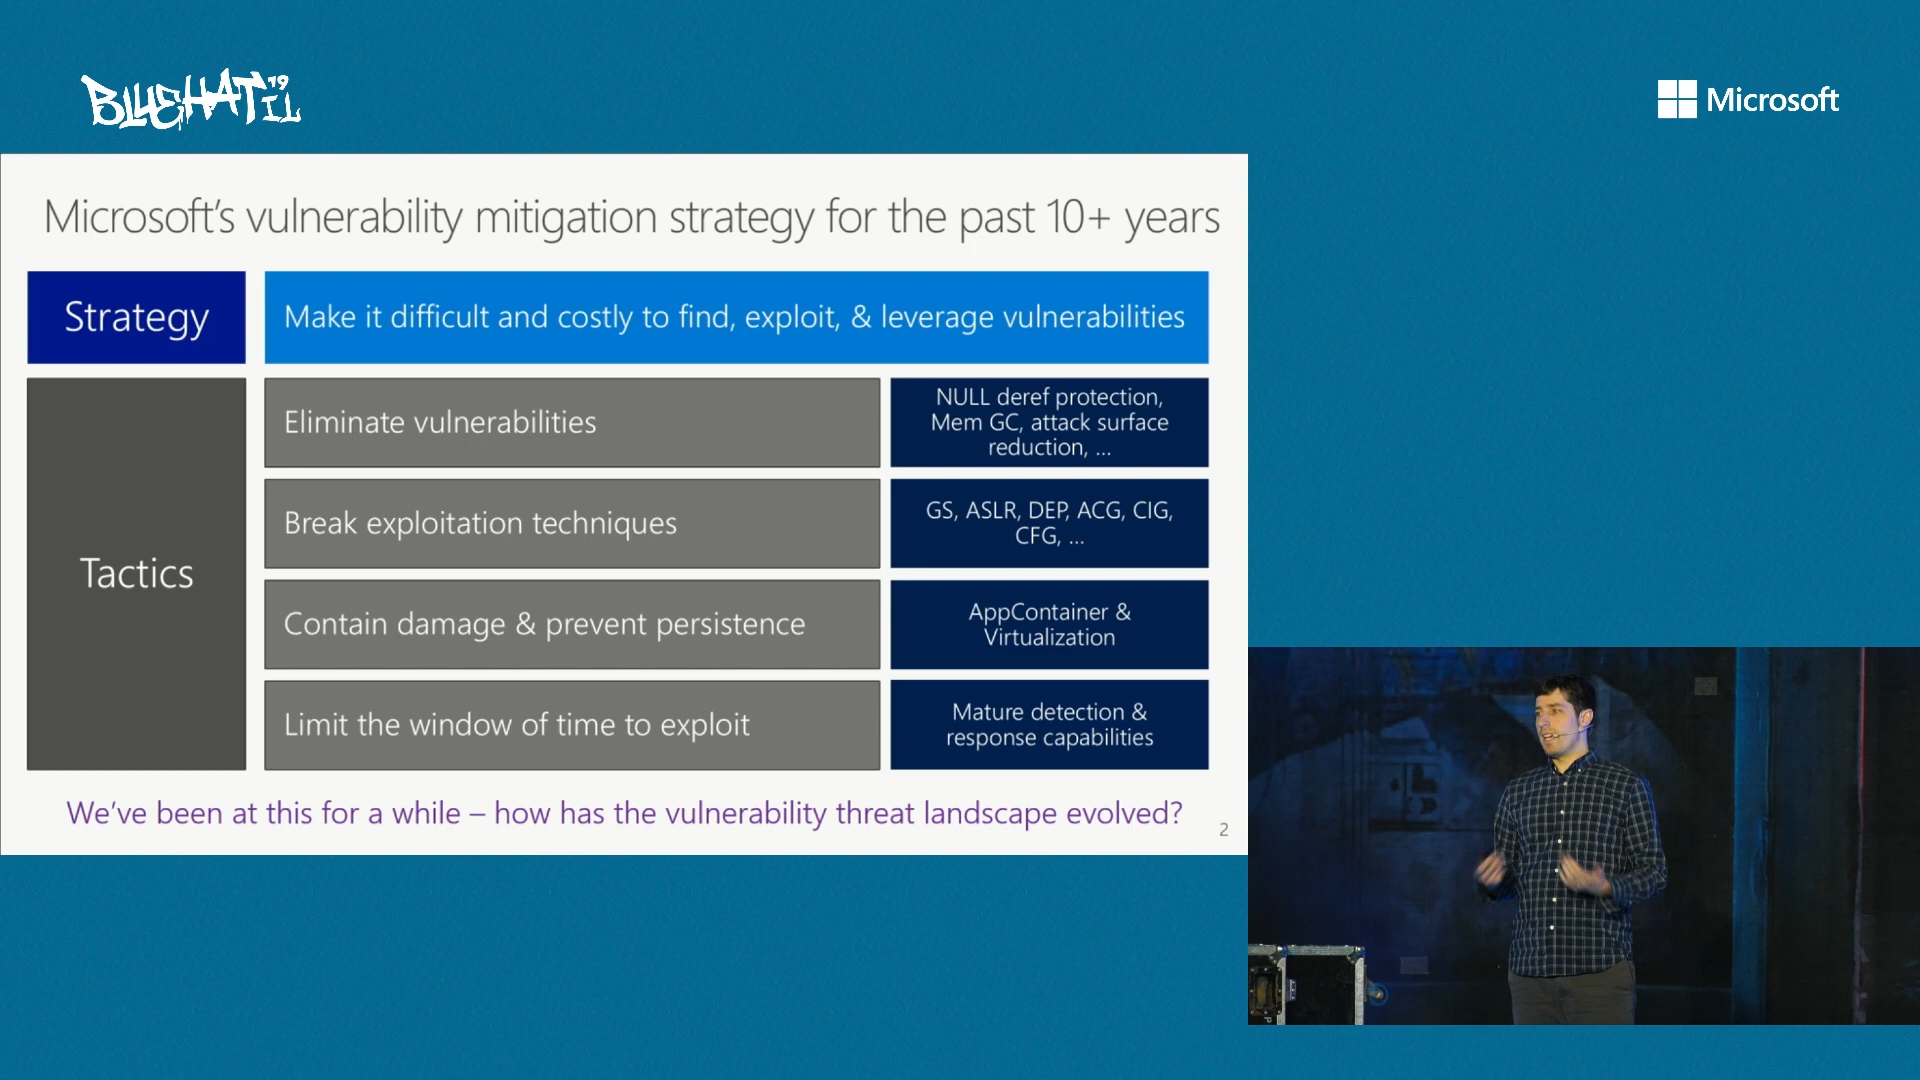 BLUEHAT 19
IL
Microsoft
Microsoft's vulnerability mitigation strategy for the past 10+ years
Strategy
Make it difficult and costly to find, exploit, & leverage vulnerabilities
Tactics
Eliminate vulnerabilities
NULL deref protection,
Mem GC, attack surface
reduction, ...
Break exploitation techniques
GS, ASLR, DEP, ACG, CIG,
CFG, ...
Contain damage & prevent persistence
AppContainer &
Virtualization
Limit the window of time to exploit
Mature detection &
response capabilities
We've been at this for a while – how has the vulnerability threat landscape evolved?
2